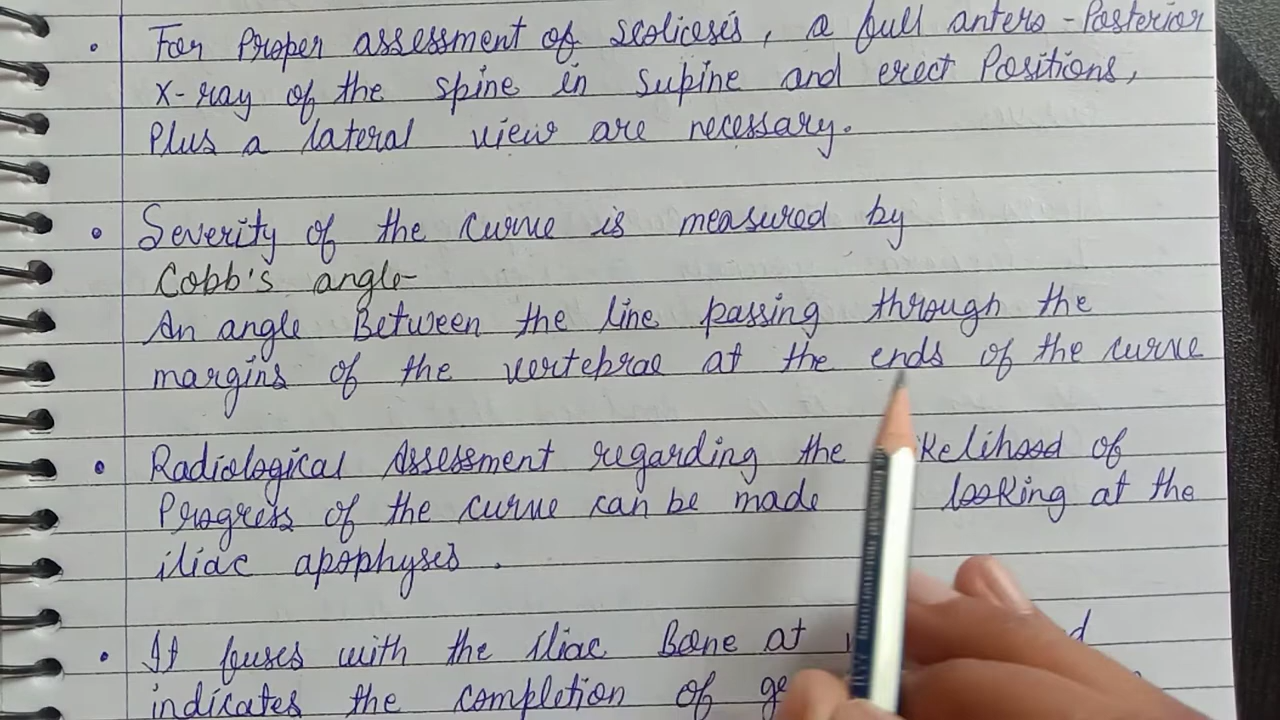 • For Proper assessment of scoliosis, a full antero-Posterior
X-ray of the spine in supine and erect Positions,
Plus a lateral view are necessary.
• Severity of the curve is measured by
Cobb's angle-
An angle Between the line passing through the
margins of the vertebrae at the ends of the curve
• Radiological Assessment regarding the kelihood of
Progress of the curve can be made looking at the
iliac apophyses.
• It fuses with the iliac Bone at
indicates the completion of